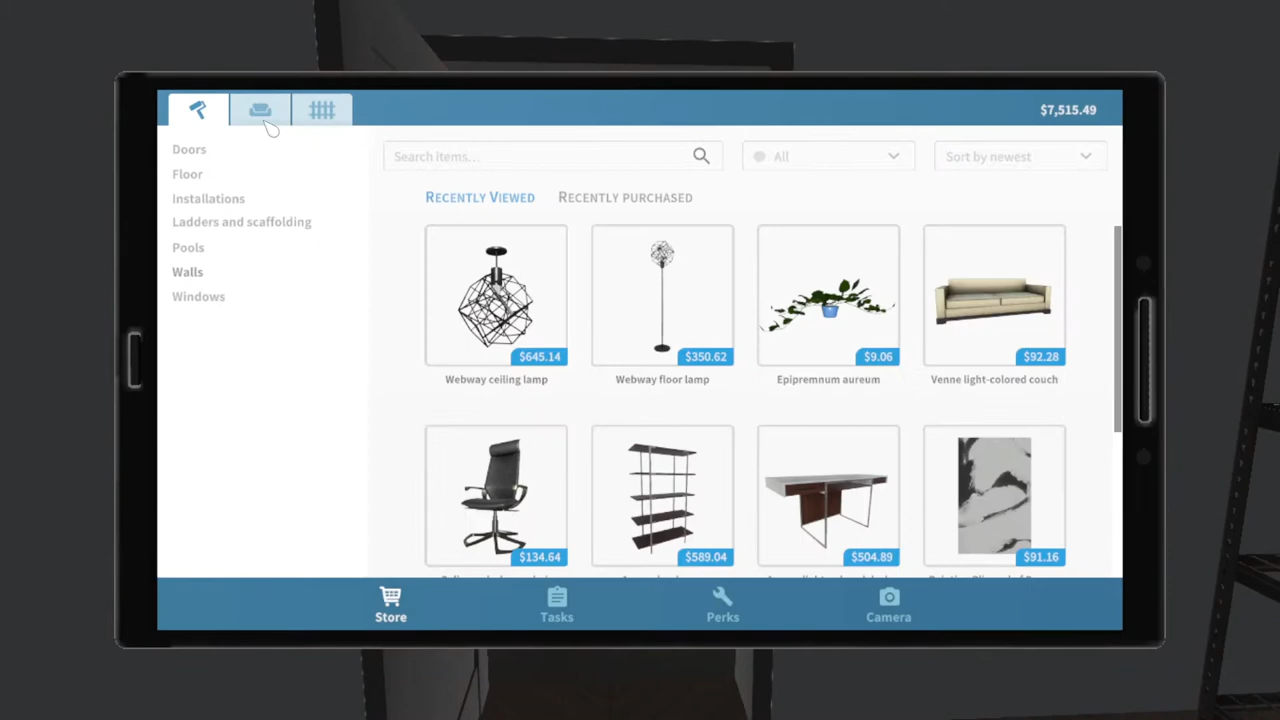 $7,515.49
Doors
Floor
Installations
Ladders and scaffolding
Pools
Walls
Windows
Search items...
All
Sort by newest
RECENTLY VIEWED
RECENTLY PURCHASED
$645.14
$350.62
$9.06
$92.28
Webway ceiling lamp
Webway floor lamp
Epipremnum aureum
Venne light-colored couch
$134.64
$589.04
$504.89
$91.16
Store
Tasks
Perks
Camera